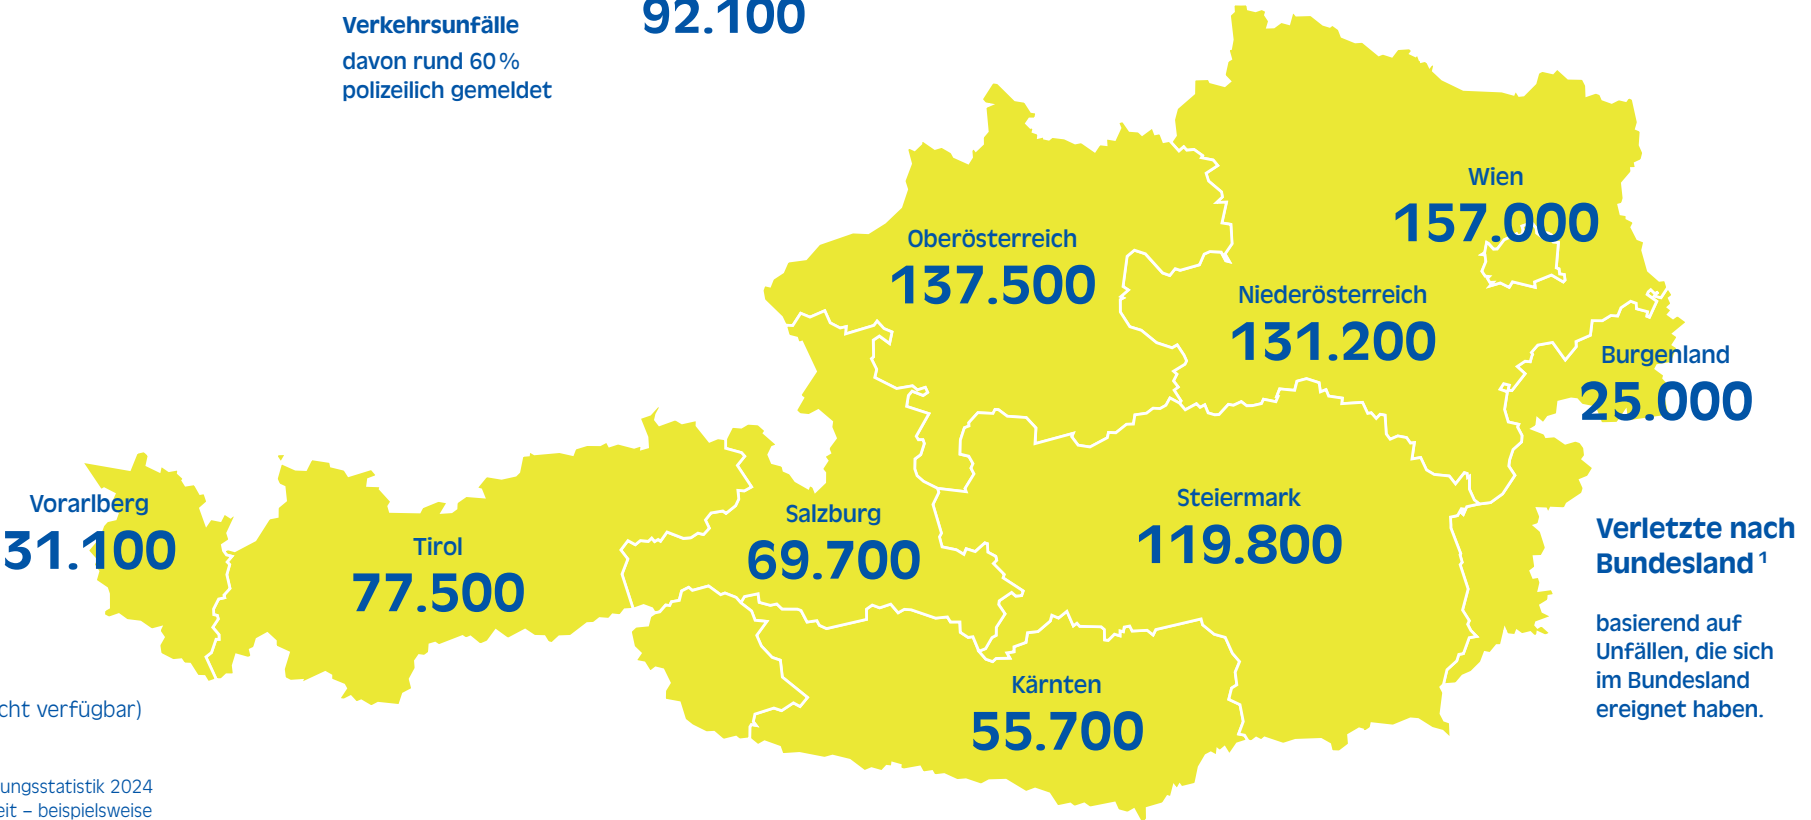 Verkehrsunfälle
92.100
davon rund 60 %
polizeilich gemeldet
Wien
157.000
Oberösterreich
137.500
Niederösterreich
131.200
Burgenland
25.000
Vorarlberg
31.100
Tirol
77.500
Salzburg
69.700
Steiermark
119.800
Kärnten
55.700
Verletzte nach
Bundesland ¹
basierend auf
Unfällen, die sich
im Bundesland
ereignet haben.
cht verfügbar)
ungsstatistik 2024
eit – beispielsweise